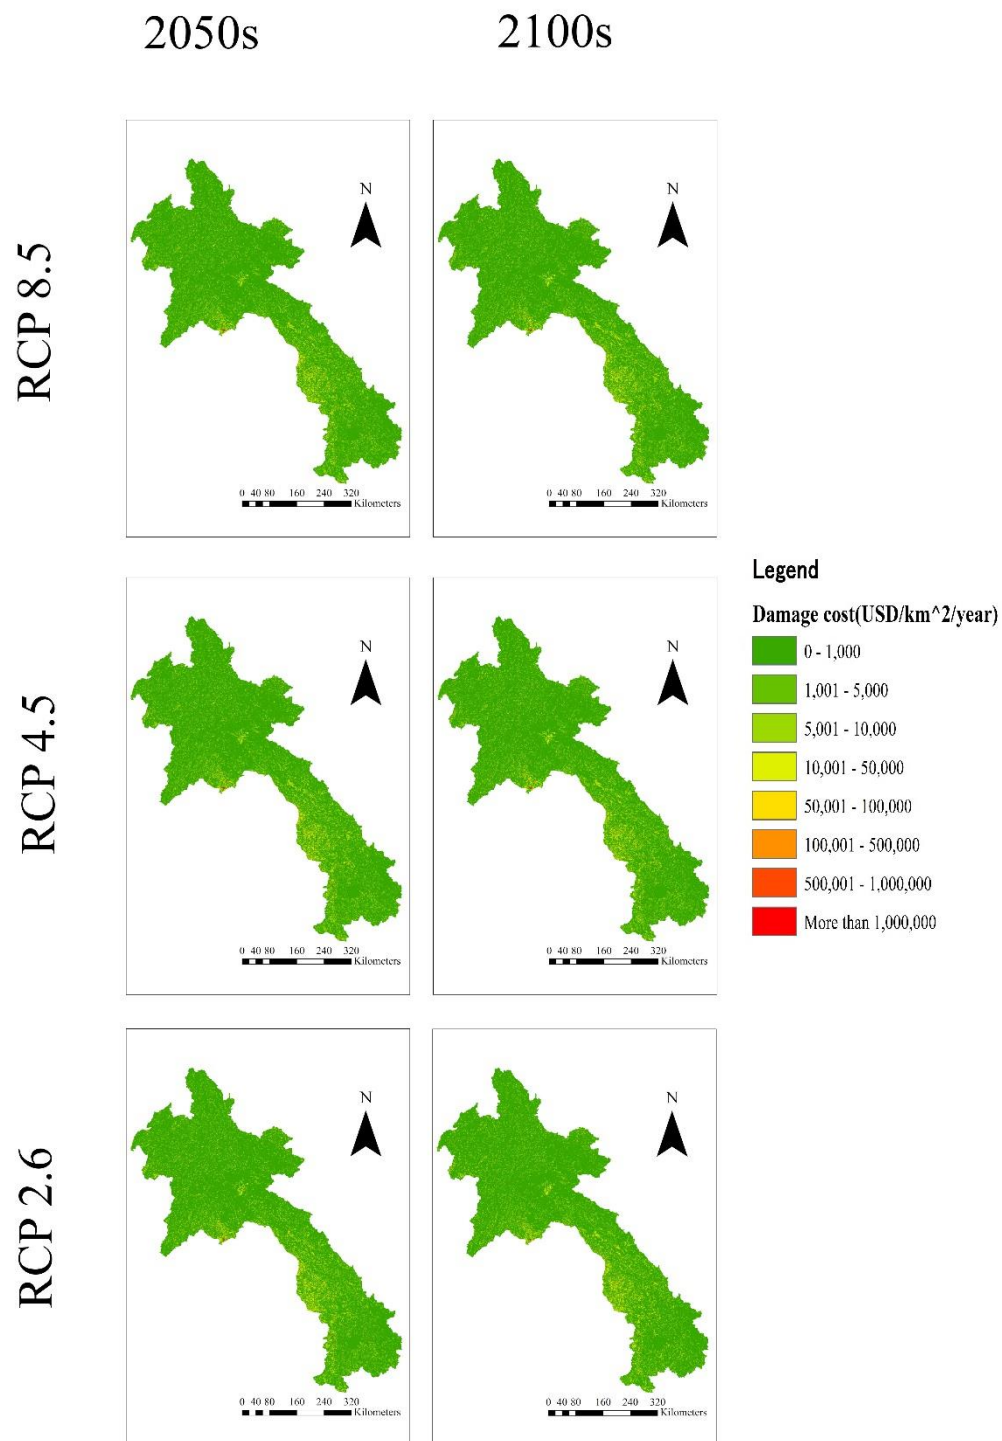 2050s 2100s
RCP 8.5
N
0 40 80 160 240 320
Kilometers
N
0 40 80 160 240 320
Kilometers
RCP 4.5
N
0 40 80 160 240 320
Kilometers
N
0 40 80 160 240 320
Kilometers
Legend
Damage cost(USD/km^2/year)
0 - 1,000
1,001 - 5,000
5,001 - 10,000
10,001 - 50,000
50,001 - 100,000
100,001 - 500,000
500,001 - 1,000,000
More than 1,000,000
RCP 2.6
N
0 40 80 160 240 320
Kilometers
N
0 40 80 160 240 320
Kilometers